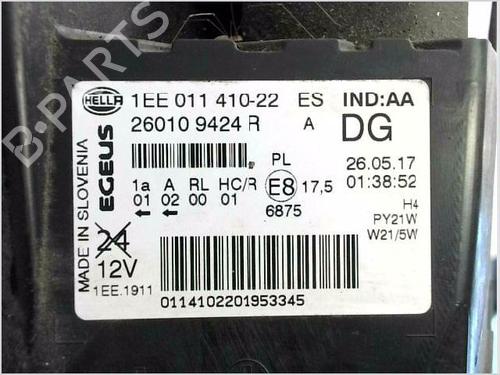 HELLA 1EE 011 410-22 ES IND:AA
26010 9424 R A DG
EGEUS
MADE IN SLOVENIA
PL 26.05.17
1a A RL HC/R E8 17,5 01:38:52
01 02 00 01 6875 H4
PY21W
W21/5W
24
12V
1EE.1911
0114102201953345
B-PARTS